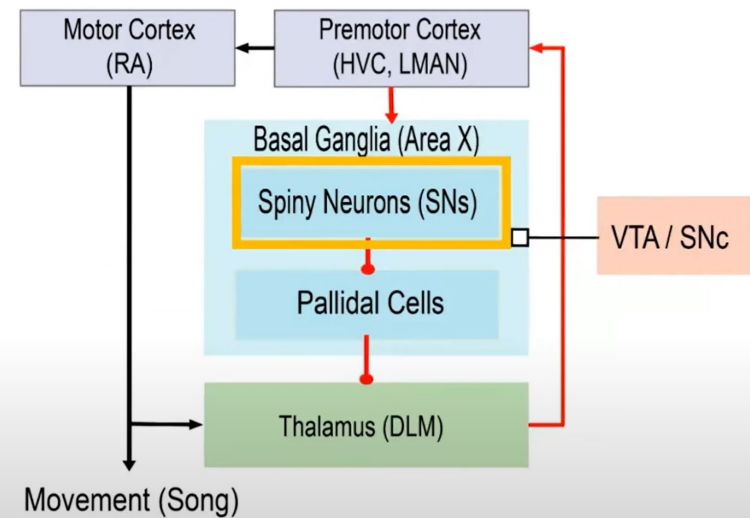 Motor Cortex
(RA)
Premotor Cortex
(HVC, LMAN)
Basal Ganglia (Area X)
Spiny Neurons (SNs)
VTA / SNc
Pallidal Cells
Thalamus (DLM)
Movement (Song)